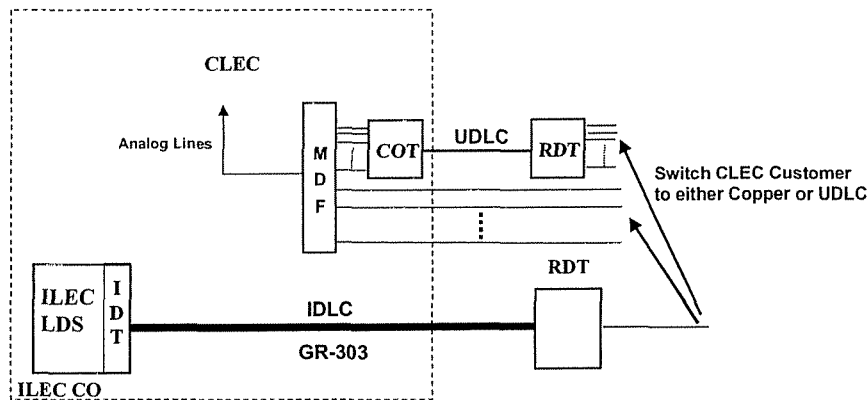 CLEC
Analog Lines
M
D
F
COT
UDLC
RDT
Switch CLEC Customer
to either Copper or UDLC
RDT
ILEC
LDS
I
D
T
IDLC
GR-303
ILEC CO